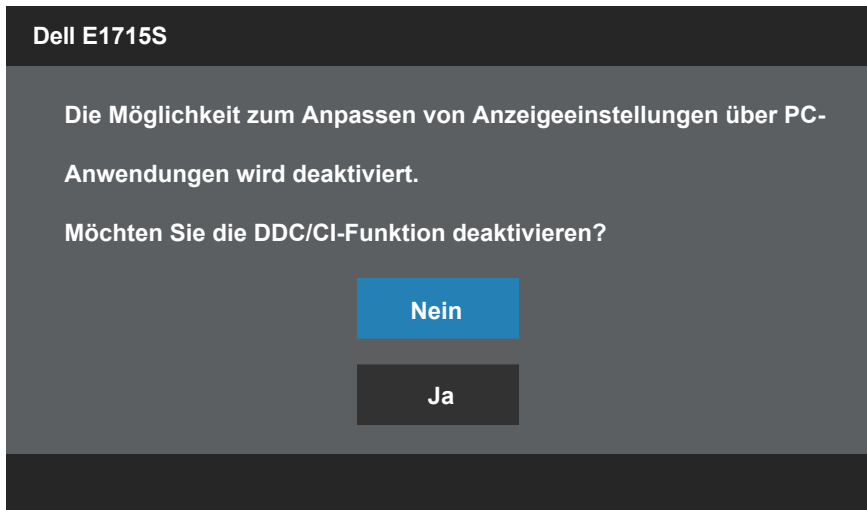 Dell E1715S
Die Möglichkeit zum Anpassen von Anzeigeeinstellungen über PC-
Anwendungen wird deaktiviert.
Möchten Sie die DDC/CI-Funktion deaktivieren?
Nein
Ja